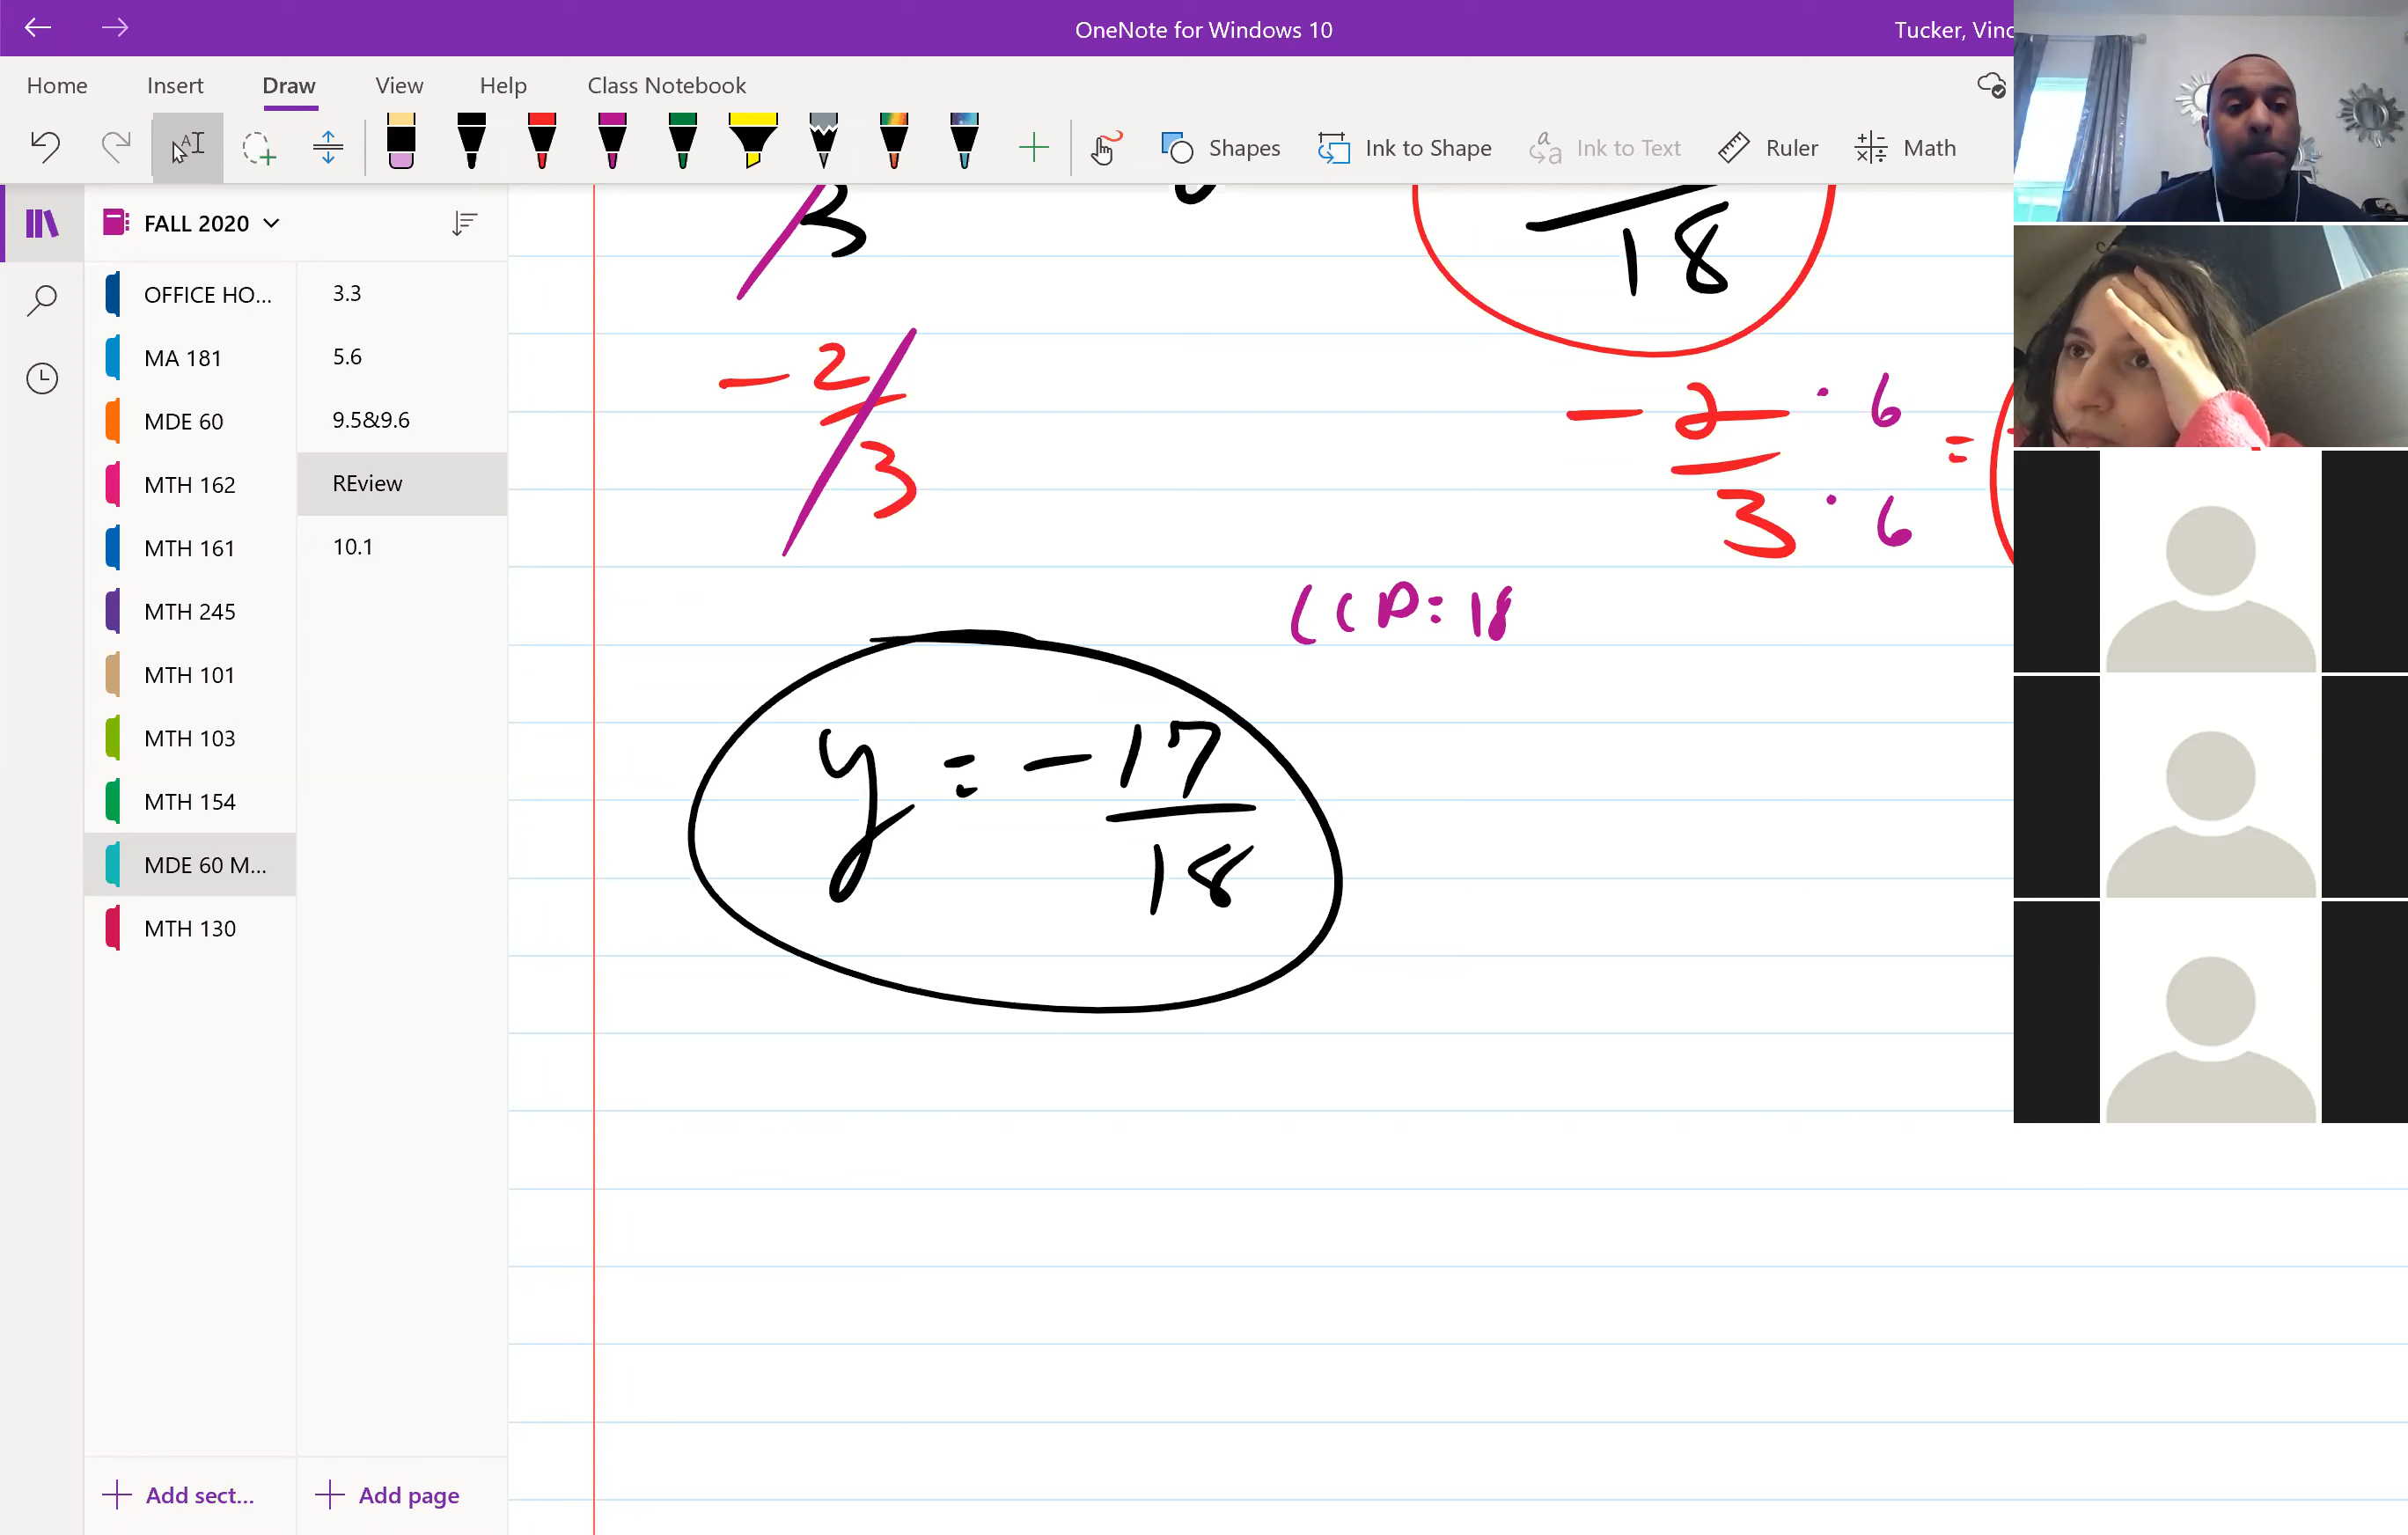 OneNote for Windows 10
Tucker, Vinc
Home Insert Draw View Help Class Notebook
Shapes Ink to Shape Ink to Text Ruler Math
FALL 2020
OFFICE HO...
MA 181
MDE 60
MTH 162
MTH 161
MTH 245
MTH 101
MTH 103
MTH 154
MDE 60 M...
MTH 130
3.3
5.6
9.5&9.6
REview
10.1
3
18
- 2
3
- 2 · 6
=
3 · 6
LCD: 18
y = - 17
18
+ Add sect...
+ Add page